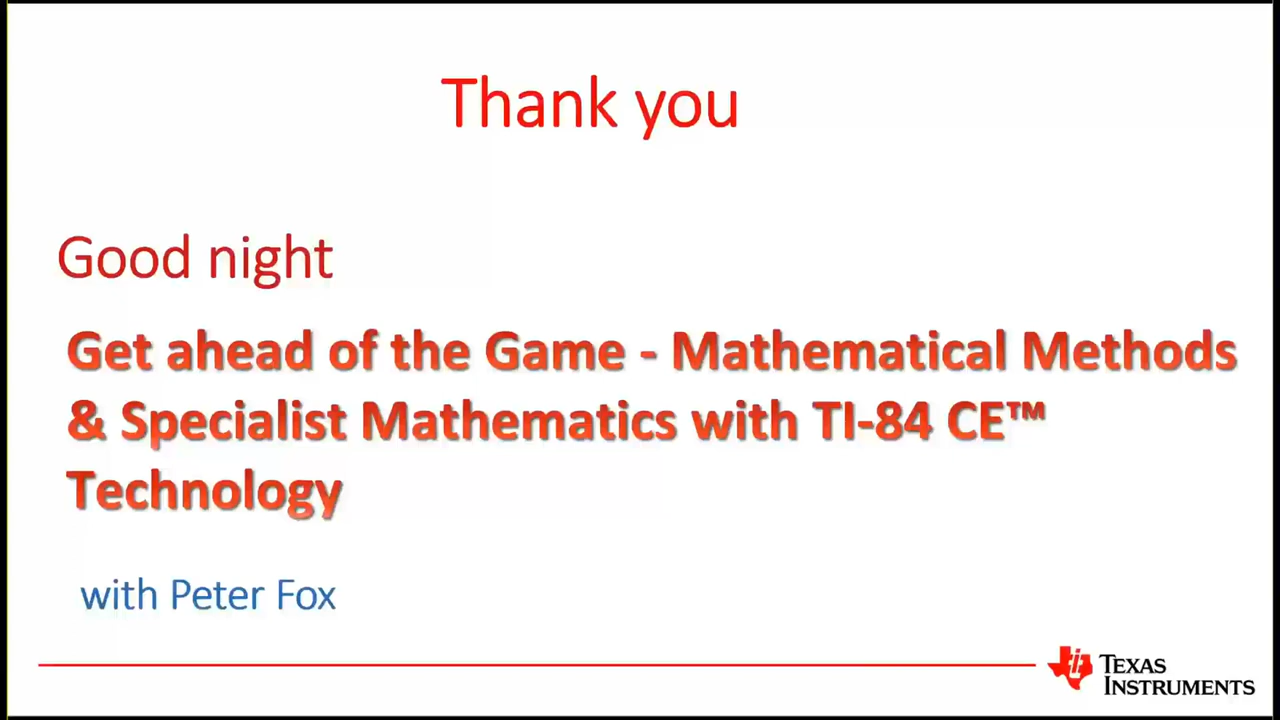 Thank you
Good night
Get ahead of the Game - Mathematical Methods
& Specialist Mathematics with TI-84 CE™
Technology
with Peter Fox
TEXAS
INSTRUMENTS